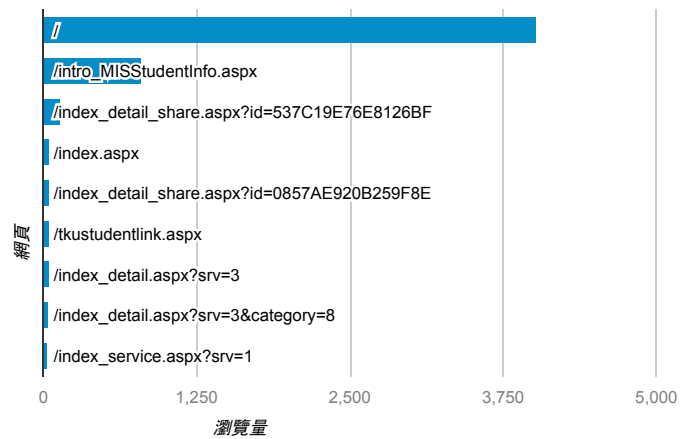 /
/intro_MISStudentInfo.aspx
/index_detail_share.aspx?id=537C19E76E8126BF
/index.aspx
/index_detail_share.aspx?id=0857AE920B259F8E
/tkustudentlink.aspx
/index_detail.aspx?srv=3
/index_detail.aspx?srv=3&category=8
/index_service.aspx?srv=1
網頁
0 1,250 2,500 3,750 5,000
瀏覽量